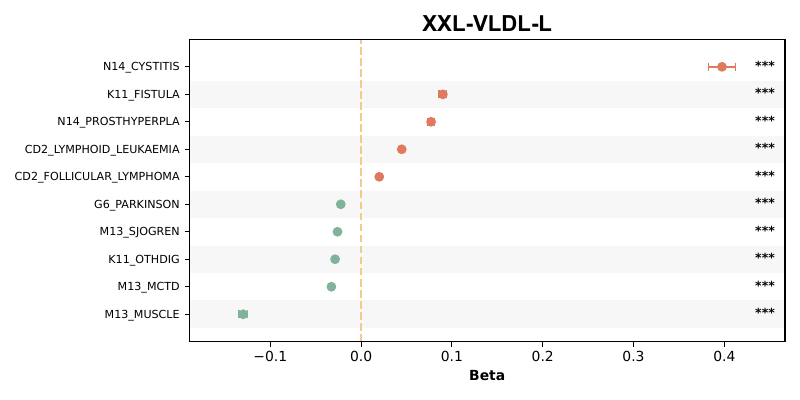 XXL-VLDL-L
N14_CYSTITIS ***
K11_FISTULA ***
N14_PROSTHYPERPLA ***
CD2_LYMPHOID_LEUKAEMIA ***
CD2_FOLLICULAR_LYMPHOMA ***
G6_PARKINSON ***
M13_SJOGREN ***
K11_OTHDIG ***
M13_MCTD ***
M13_MUSCLE ***
−0.1 0.0 0.1 0.2 0.3 0.4
Beta